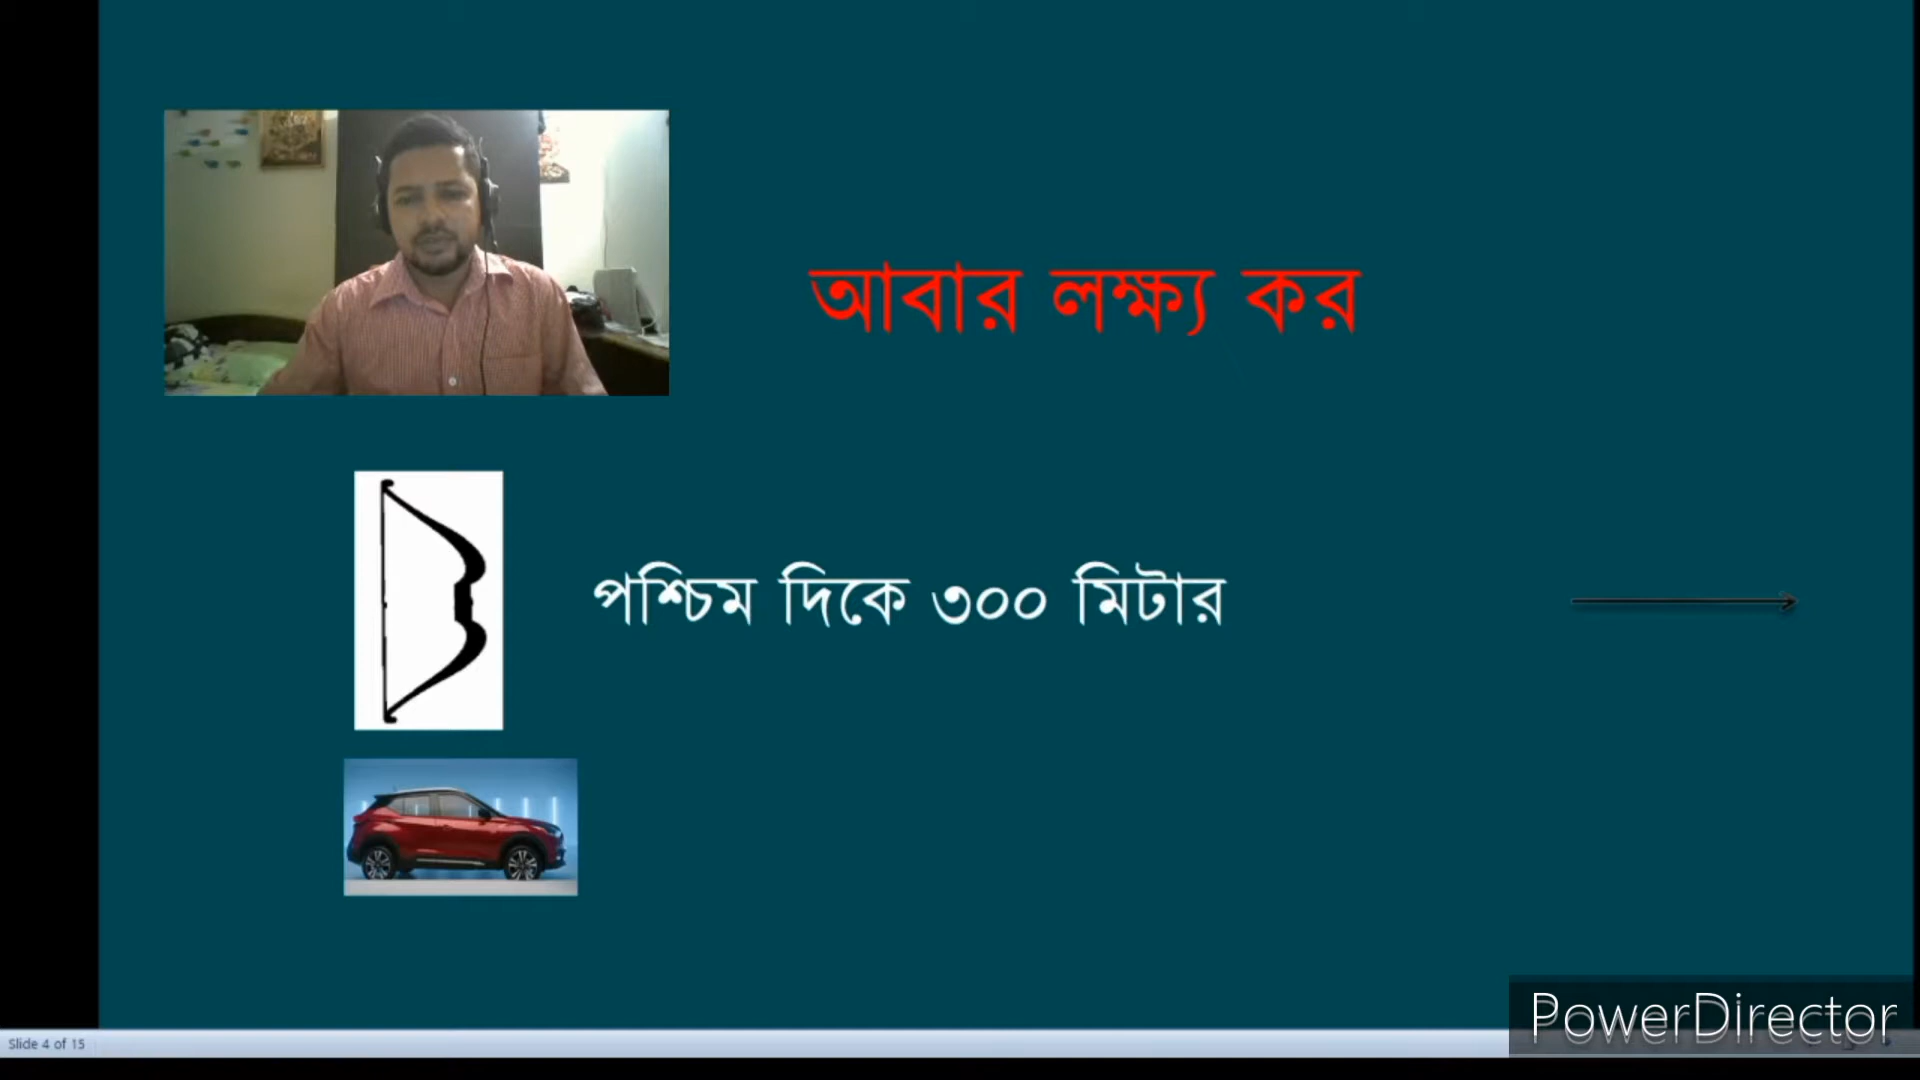 আবার লক্ষ্য কর
পশ্চিম দিকে ৩০০ মিটার
PowerDirector
Slide 4 of 15